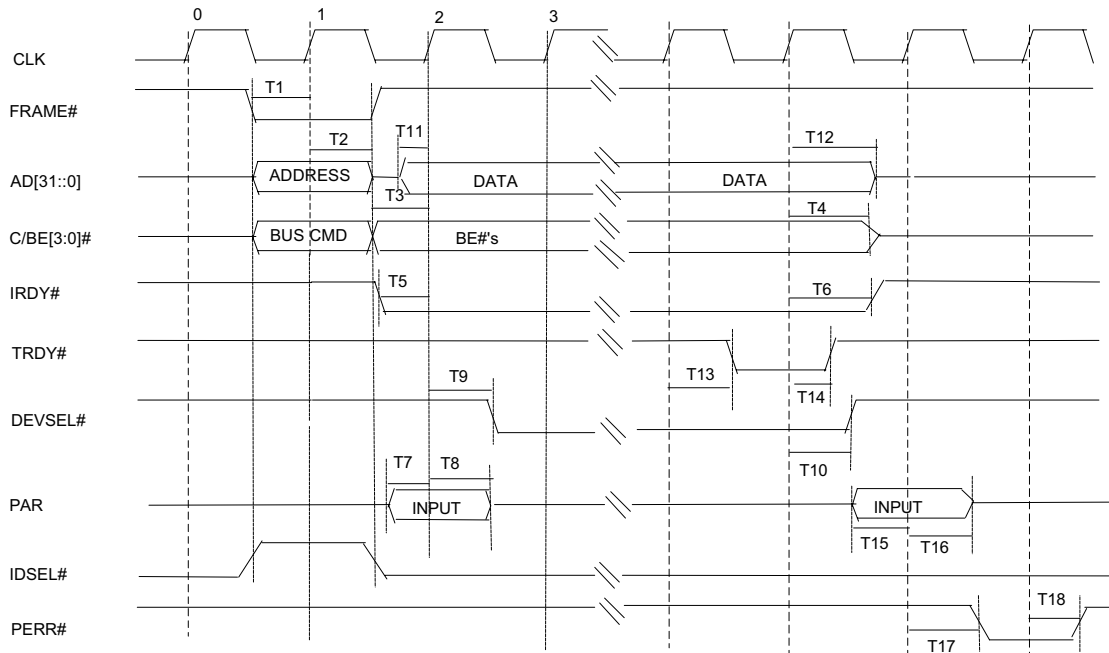 0 1 2 3
CLK
T1
FRAME#
T2 T11 T12
AD[31::0] ADDRESS DATA DATA
T3 T4
C/BE[3:0]# BUS CMD BE#'s
T5 T6
IRDY#
TRDY#
T9 T13 T14
DEVSEL#
T7 T8 T10
PAR INPUT INPUT
T15 T16
IDSEL#
T18
PERR#
T17